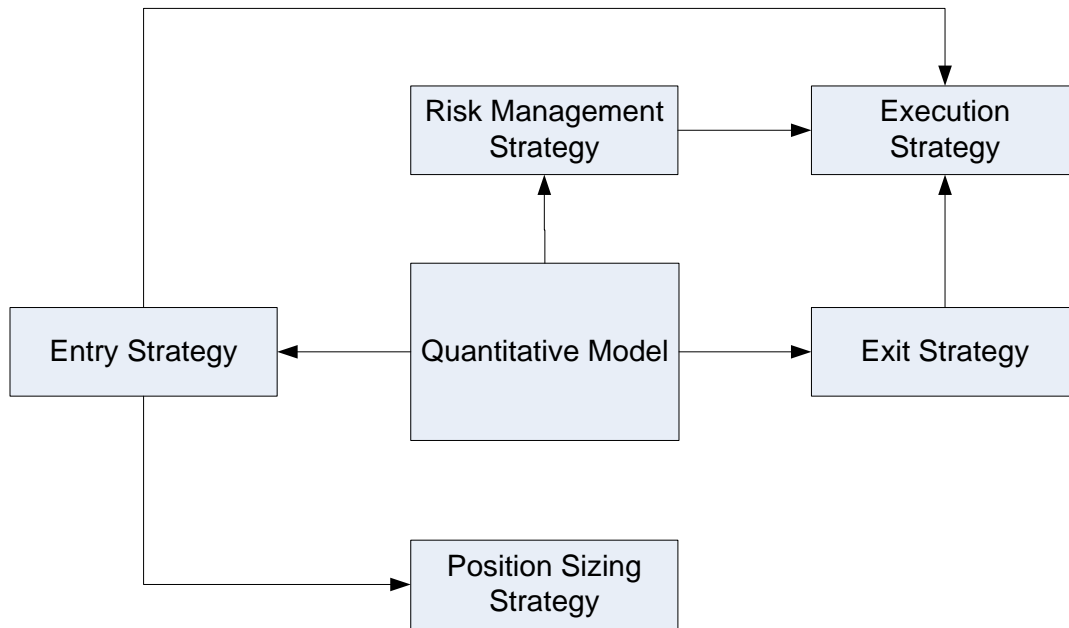 Risk Management
Strategy
Execution
Strategy
Entry Strategy
Quantitative Model
Exit Strategy
Position Sizing
Strategy